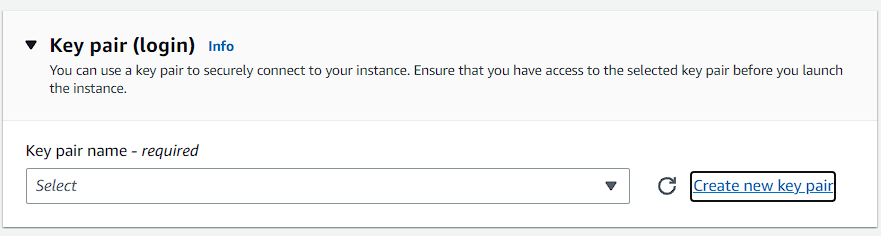 Key pair (login) Info
You can use a key pair to securely connect to your instance. Ensure that you have access to the selected key pair before you launch
the instance.
Key pair name - required
Select
Create new key pair